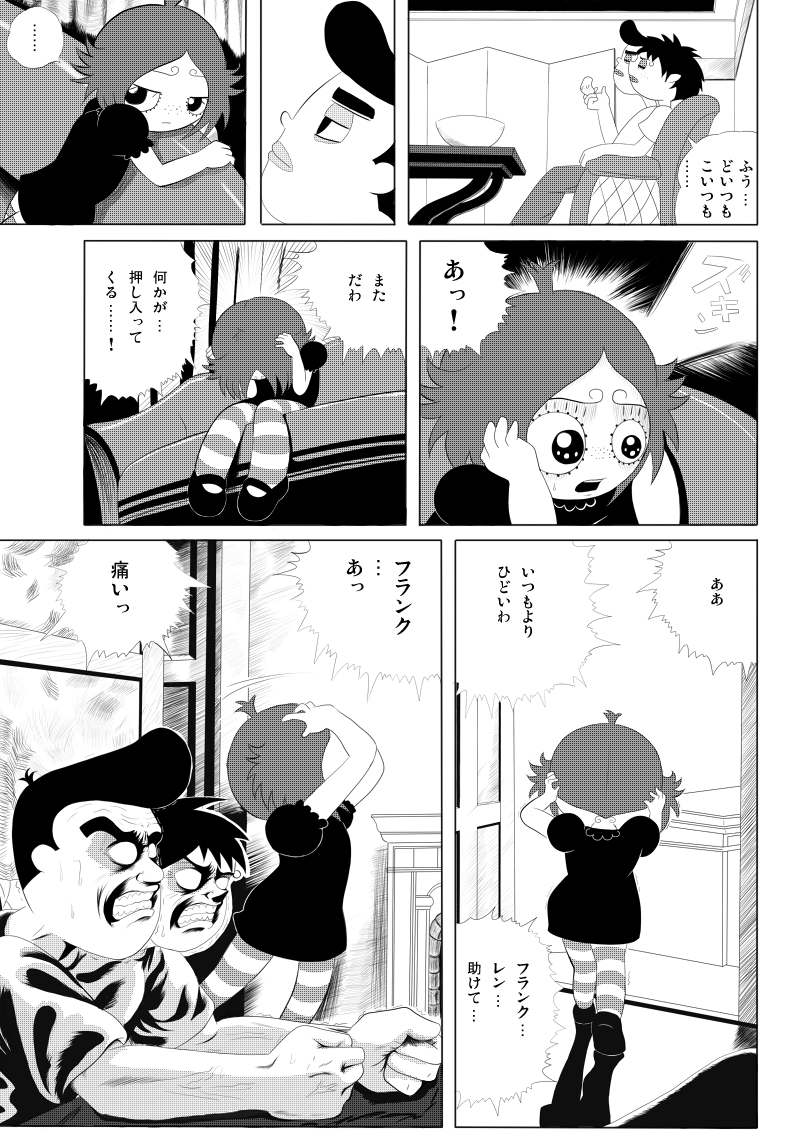 ふう…
どいつも
こいつも
……
……
ズキン
あっ！
また
だわ
何かが…
押し入って
くる……！
ああ
いつもより
ひどいわ
フランク…
レン…
助けて…
フランク
…
あっ
痛いっ